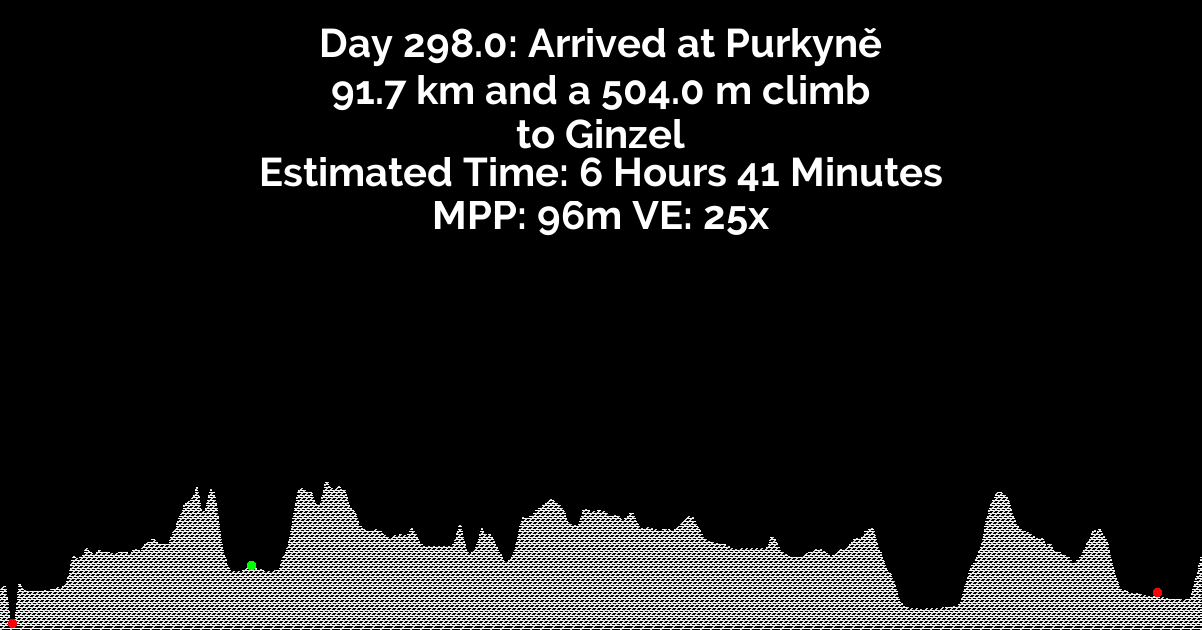 Day 298.0: Arrived at Purkyně
91.7 km and a 504.0 m climb
to Ginzel
Estimated Time: 6 Hours 41 Minutes
MPP: 96m VE: 25x